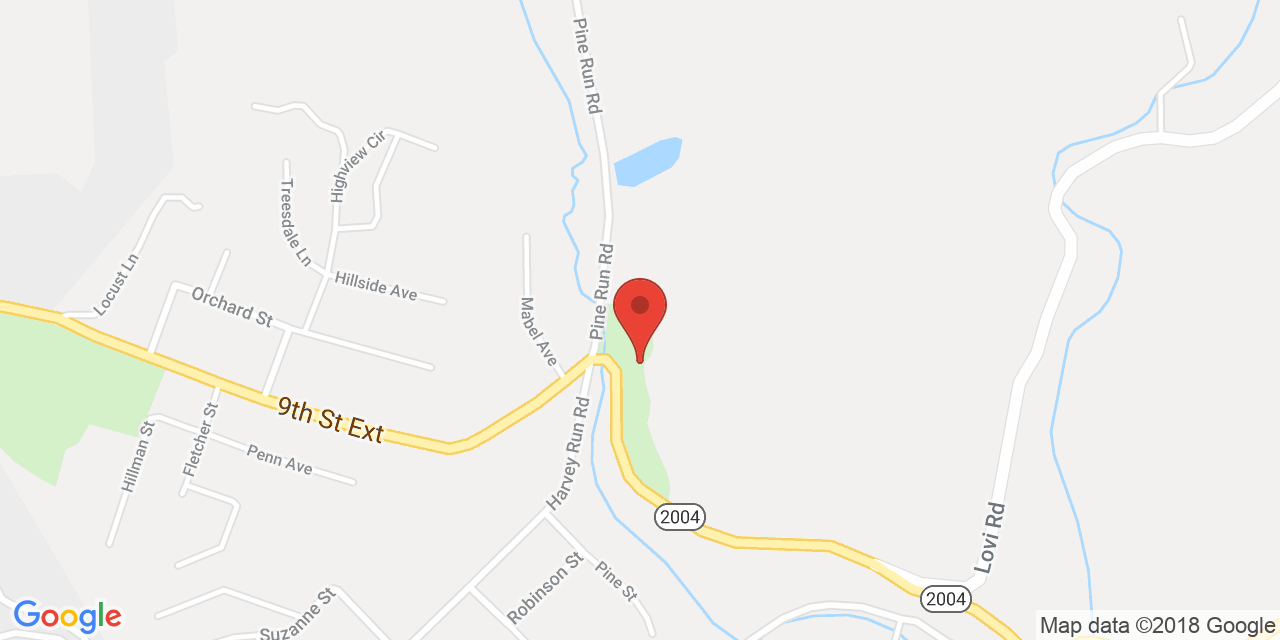 Pine Run Rd
Highview Cir
Treesdale Ln
Locust Ln
Hillside Ave
Orchard St
Pine Run Rd
Mabel Ave
9th St Ext
Hillman St
Fletcher St
Penn Ave
Harvey Run Rd
2004
Lovi Rd
Robinson St
Pine St
2004
Suzanne St
Google
Map data ©2018 Google